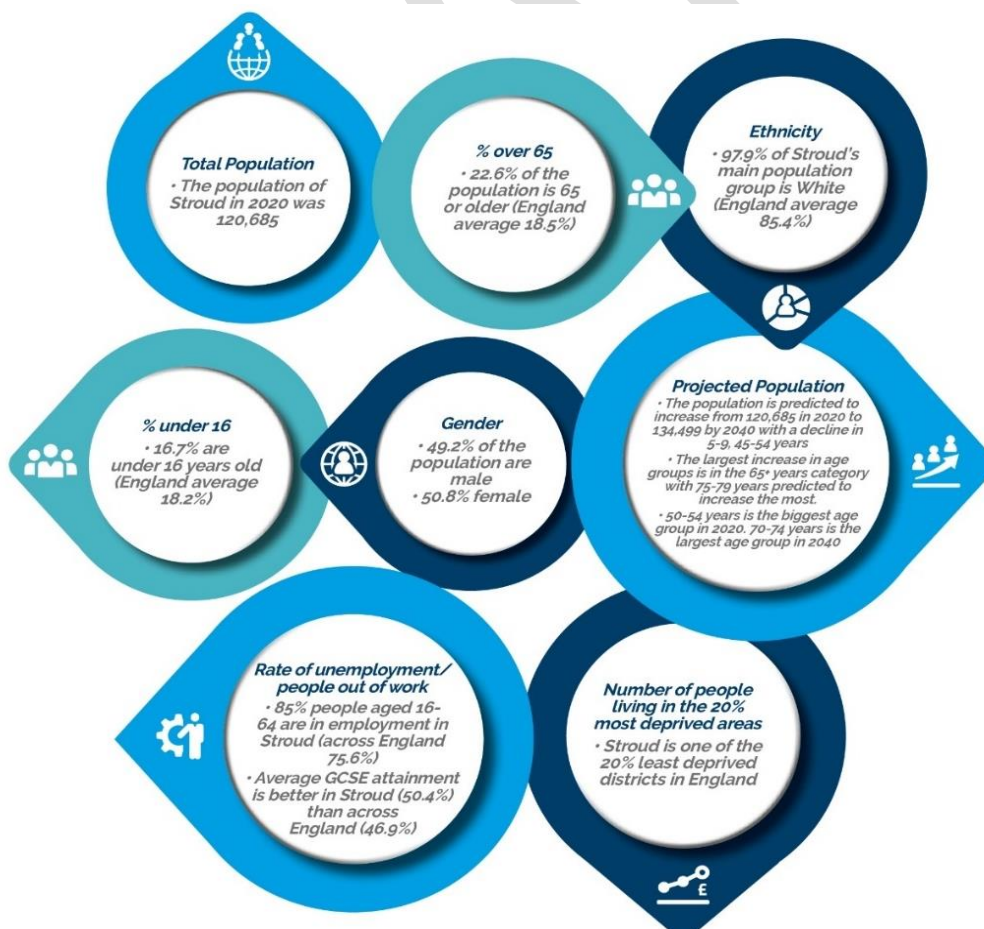 Total Population
• The population of
Stroud in 2020 was
120,685
% over 65
• 22.6% of the
population is 65
or older (England
average 18.5%)
Ethnicity
• 97.9% of Stroud's
main population
group is White
(England average
85.4%)
% under 16
• 16.7% are
under 16 years old
(England average
18.2%)
Gender
• 49.2% of the
population are
male
• 50.8% female
Projected Population
• The population is predicted to
increase from 120,685 in 2020 to
134,499 by 2040 with a decline in
5-9, 45-54 years
• The largest increase in age
groups is in the 65+ years category
with 75-79 years predicted to
increase the most.
• 50-54 years is the biggest age
group in 2020. 70-74 years is the
largest age group in 2040
Rate of unemployment/
people out of work
• 85% people aged 16-
64 are in employment in
Stroud (across England
75.6%)
• Average GCSE attainment
is better in Stroud (50.4%)
than across
England (46.9%)
Number of people
living in the 20%
most deprived areas
• Stroud is one of the
20% least deprived
districts in England
£